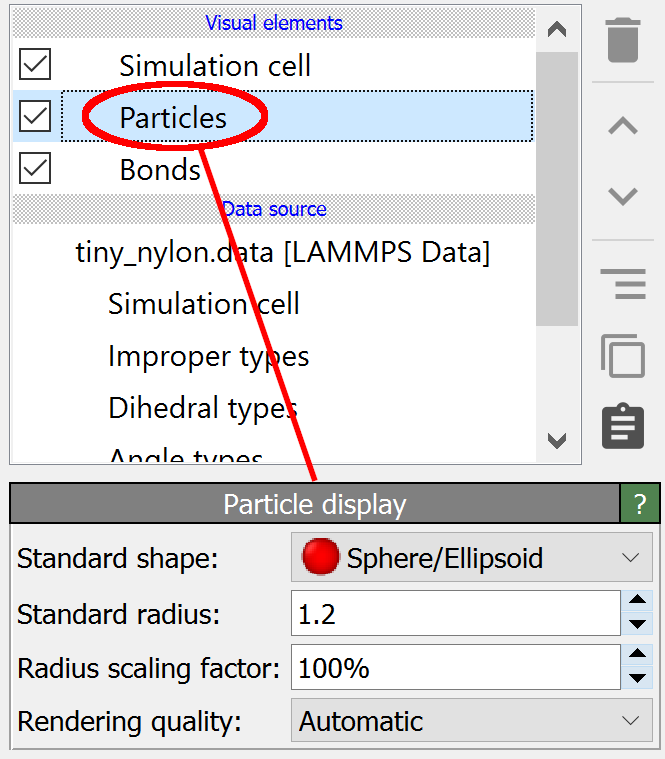 Visual elements
Simulation cell
Particles
Bonds
Data source
tiny_nylon.data [LAMMPS Data]
Simulation cell
Improper types
Dihedral types
Angle types
Particle display ?
Standard shape: Sphere/Ellipsoid
Standard radius: 1.2
Radius scaling factor: 100%
Rendering quality: Automatic